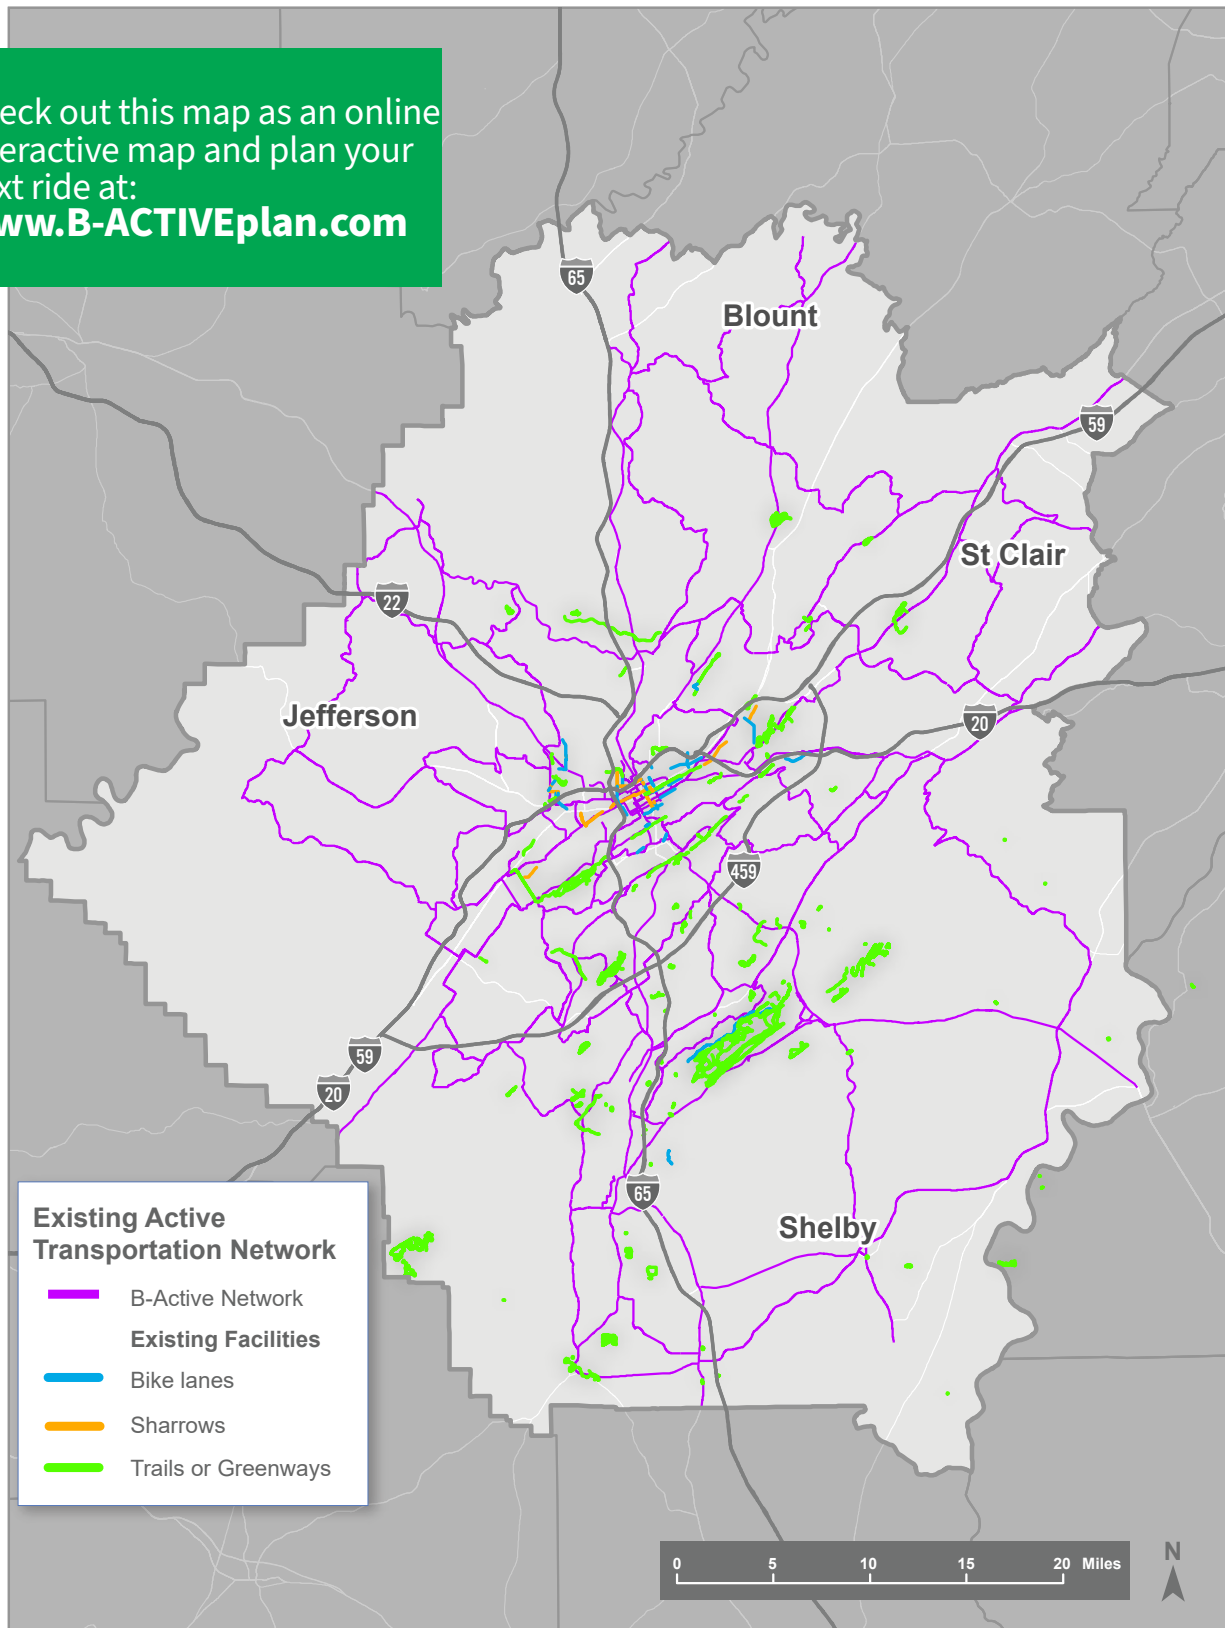 eck out this map as an online
eractive map and plan your
xt ride at:
ww.B-ACTIVEplan.com
65
Blount
59
St Clair
22
Jefferson
20
459
59
20
65
Shelby
Existing Active
Transportation Network
B-Active Network
Existing Facilities
Bike lanes
Sharrows
Trails or Greenways
0 5 10 15 20 Miles
N